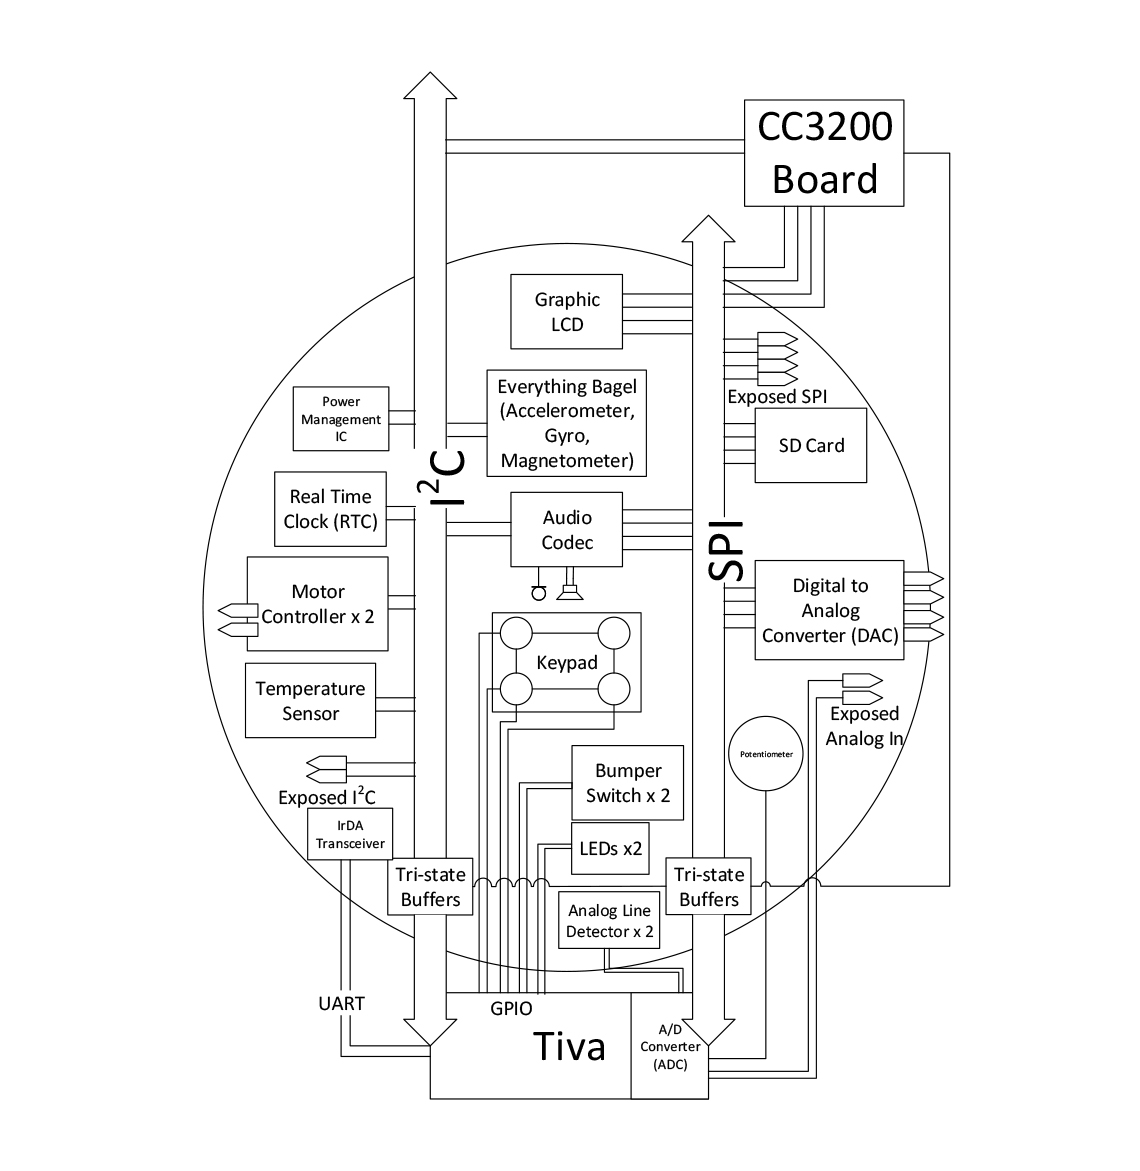 CC3200
Board
Graphic
LCD
Exposed SPI
Everything Bagel
(Accelerometer,
Gyro,
Magnetometer)
Power
Management
IC
SD Card
I²C
Real Time
Clock (RTC)
Audio
Codec
SPI
Motor
Controller x 2
Digital to
Analog
Converter (DAC)
Keypad
Temperature
Sensor
Exposed
Analog In
Potentiometer
Bumper
Switch x 2
Exposed I²C
IrDA
Transceiver
LEDs x2
Tri-state
Buffers
Tri-state
Buffers
Analog Line
Detector x 2
UART
GPIO
Tiva
A/D
Converter
(ADC)